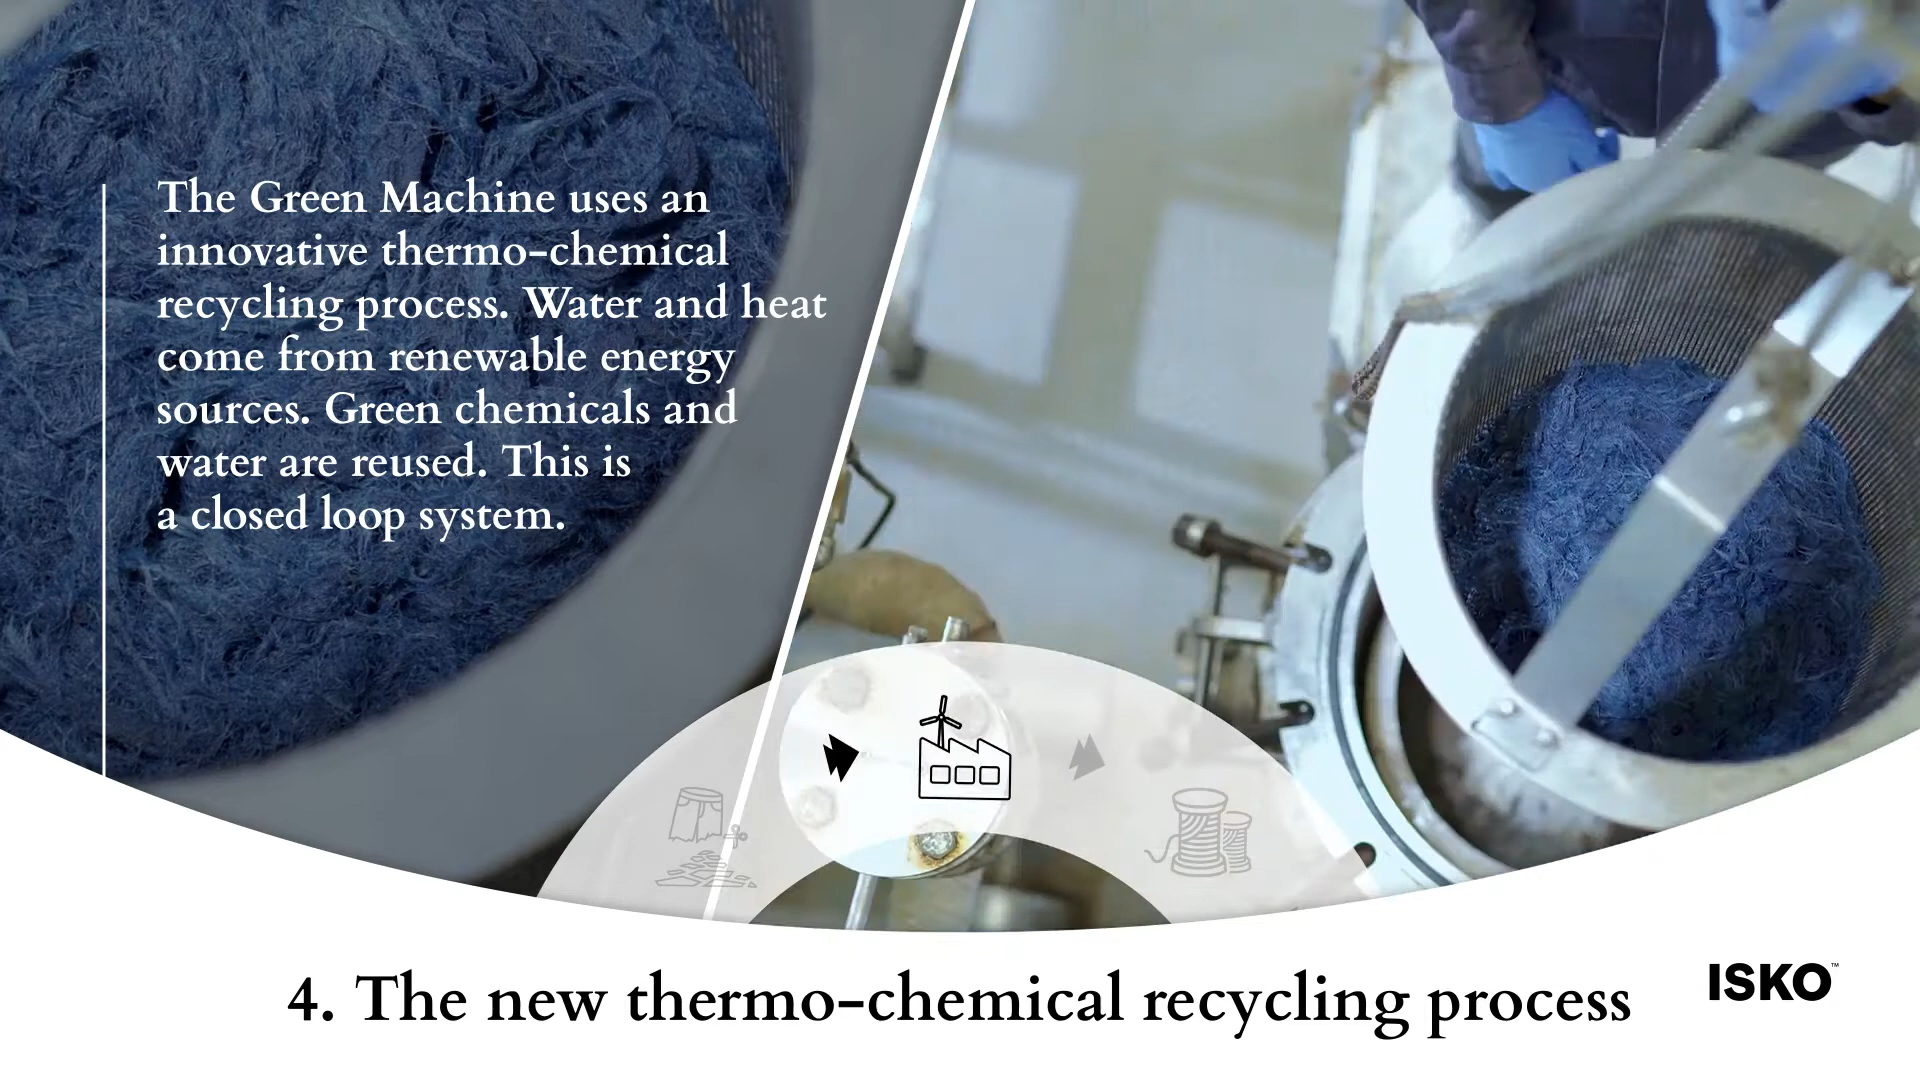 The Green Machine uses an
innovative thermo-chemical
recycling process. Water and heat
come from renewable energy
sources. Green chemicals and
water are reused. This is
a closed loop system.
4. The new thermo-chemical recycling process
ISKO™